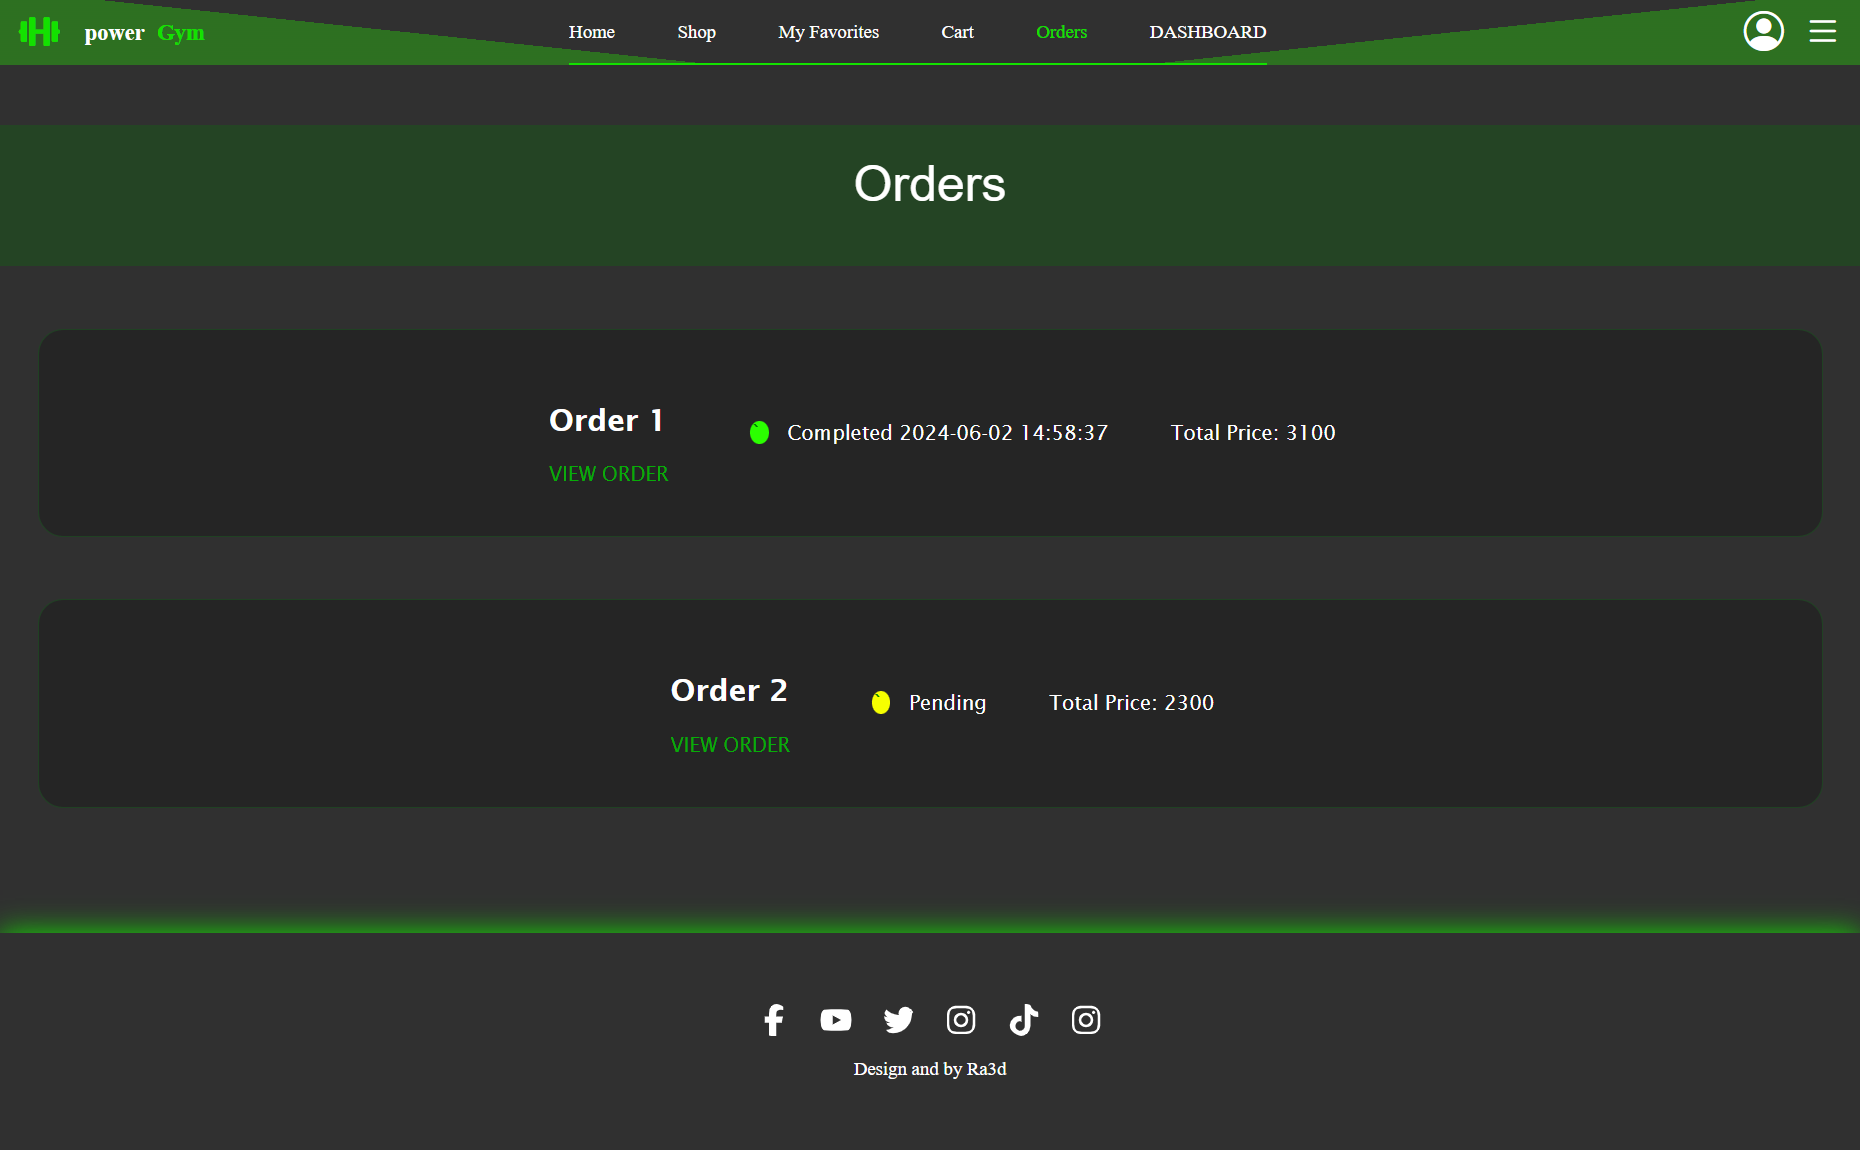 power Gym
Home Shop My Favorites Cart Orders DASHBOARD
Orders
Order 1
Completed 2024-06-02 14:58:37 Total Price: 3100
VIEW ORDER
Order 2
Pending Total Price: 2300
VIEW ORDER
Design and by Ra3d